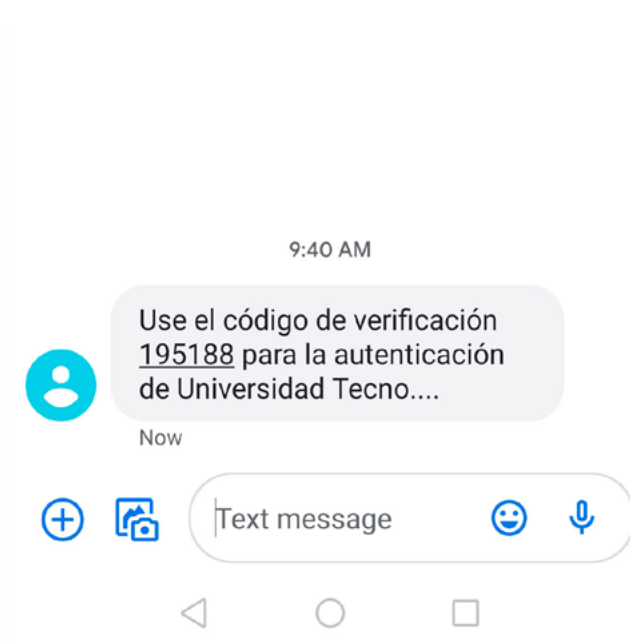 9:40 AM
Use el código de verificación
195188 para la autenticación
de Universidad Tecno....
Now
Text message